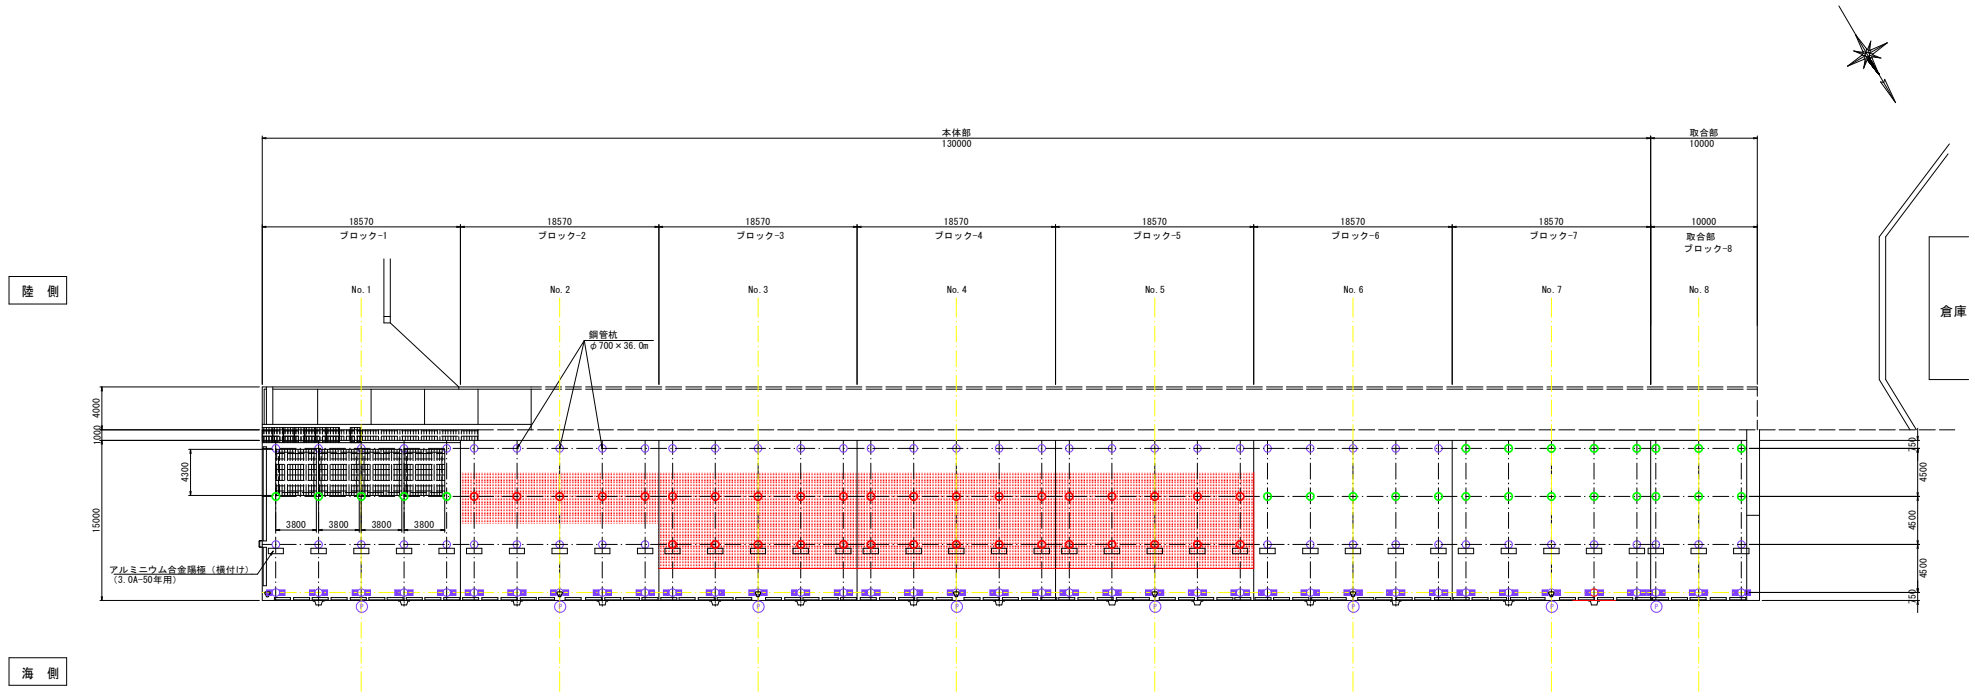 本体部
130000
取合部
10000
18570
18570
18570
18570
18570
18570
18570
10000
ブロック-1
ブロック-2
ブロック-3
ブロック-4
ブロック-5
ブロック-6
ブロック-7
取合部
ブロック-8
陸 側
No.1
No.2
No.3
No.4
No.5
No.6
No.7
No.8
倉庫
鋼管杭
φ700×36.0m
4000
1000
15000
4300
3800
3800
3800
3800
750
4500
4500
4500
750
アルミニウム合金陽極（横付け）
（3.0A-50年用）
P
P
P
P
P
P
P
P
海 側